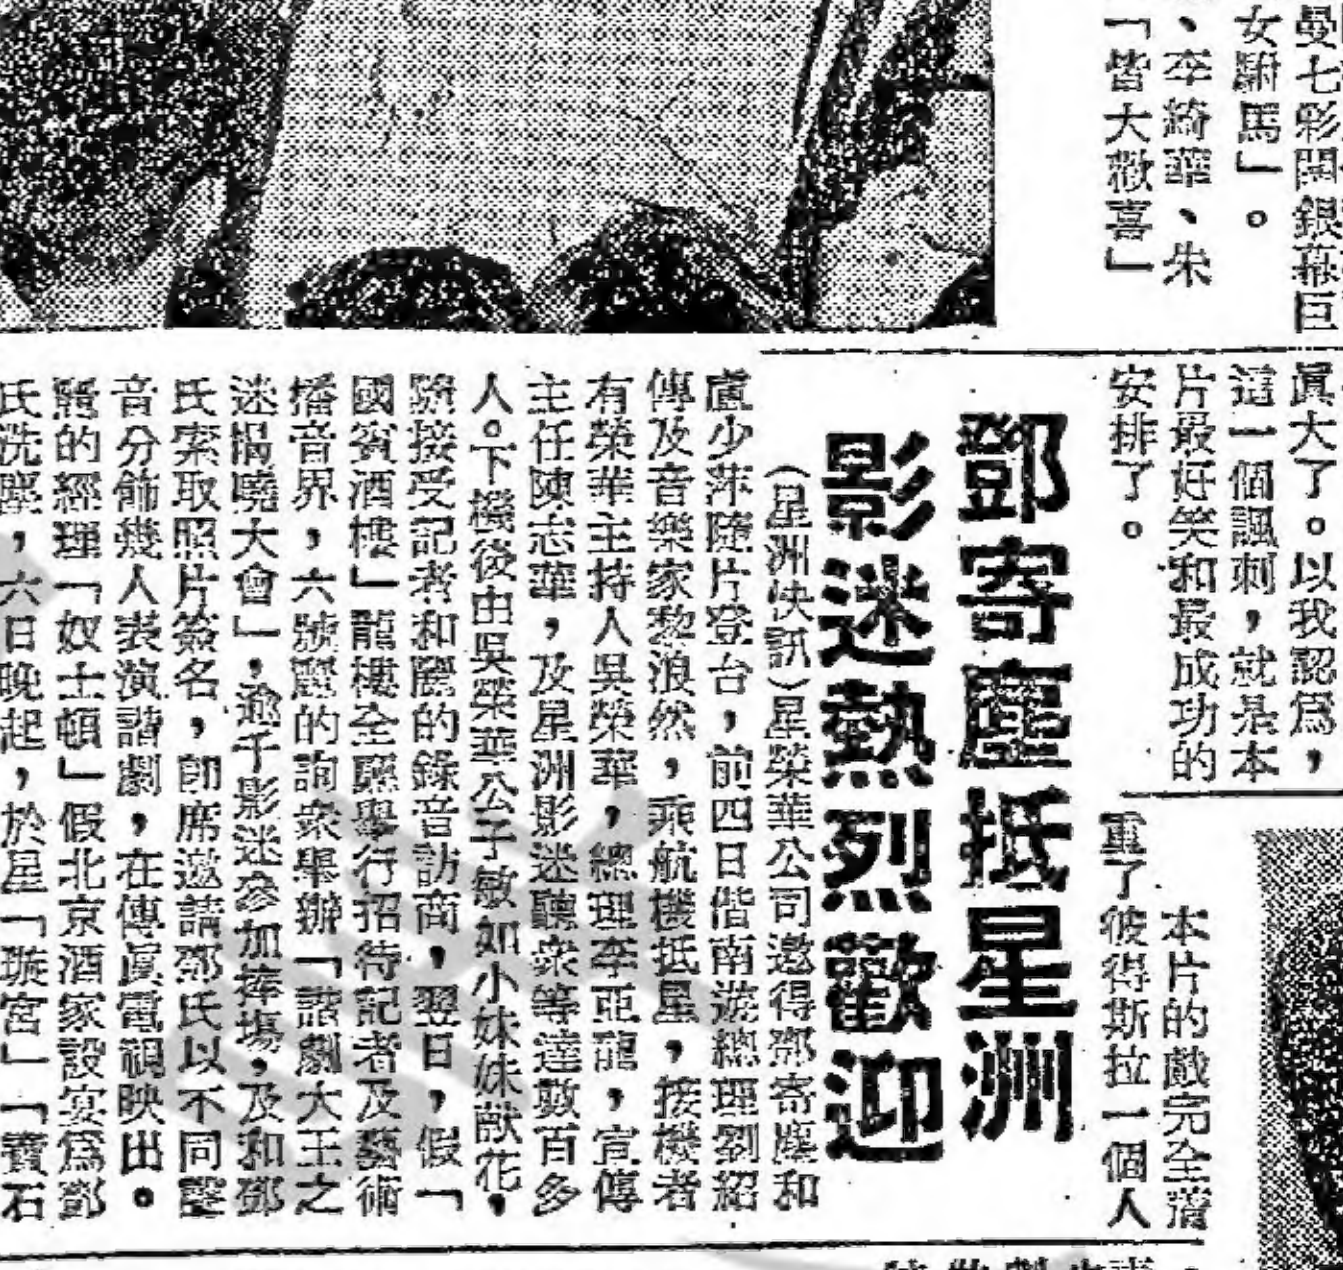 曼七彩闊銀幕巨
女駙馬」。
、李綺華、朱
「皆大歡喜」
眞大了。以我認爲,
這一個諷刺,就是本
片最好笑和最成功的
安排了。
本片的戲完全着
重了彼得斯拉一個人
鄧寄塵抵星洲
影迷熱烈歡迎
(星洲快訊)星榮華公司邀得鄧寄塵和
盧少萍隨片登台,前四日偕南遊總理劉紹
傳及音樂家黎浪然,乘航機抵星,接機者
有榮華主持人吳榮華,總理李亞龍,宣傳
主任陳志華,及星洲影迷聽衆等達數百多
人。下機後由吳榮華公子敏如小妹妹献花,
隨接受記者和麗的錄音訪商,翌日,假「
國賓酒樓」龍樓全廳舉行招待記者及藝術
播音界,六號麗的詢衆舉辦「諧劇大王之
迷揭曉大會」,逾千影迷參加捧塲,及和鄧
氏索取照片簽名,卽席邀請鄧氏以不同聲
音分飾幾人表演諧劇,在傳眞電視映出。
麗的經理「奴士頓」假北京酒家設宴爲鄧
氏洗塵,六日晚起,於星「璇宮」「寶石